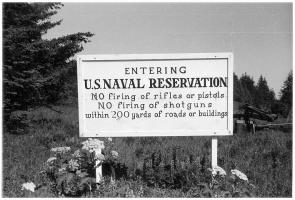 ENTERING
U.S. NAVAL RESERVATION
NO firing of rifles or pistols
NO firing of shotguns
within 200 yards of roads or buildings